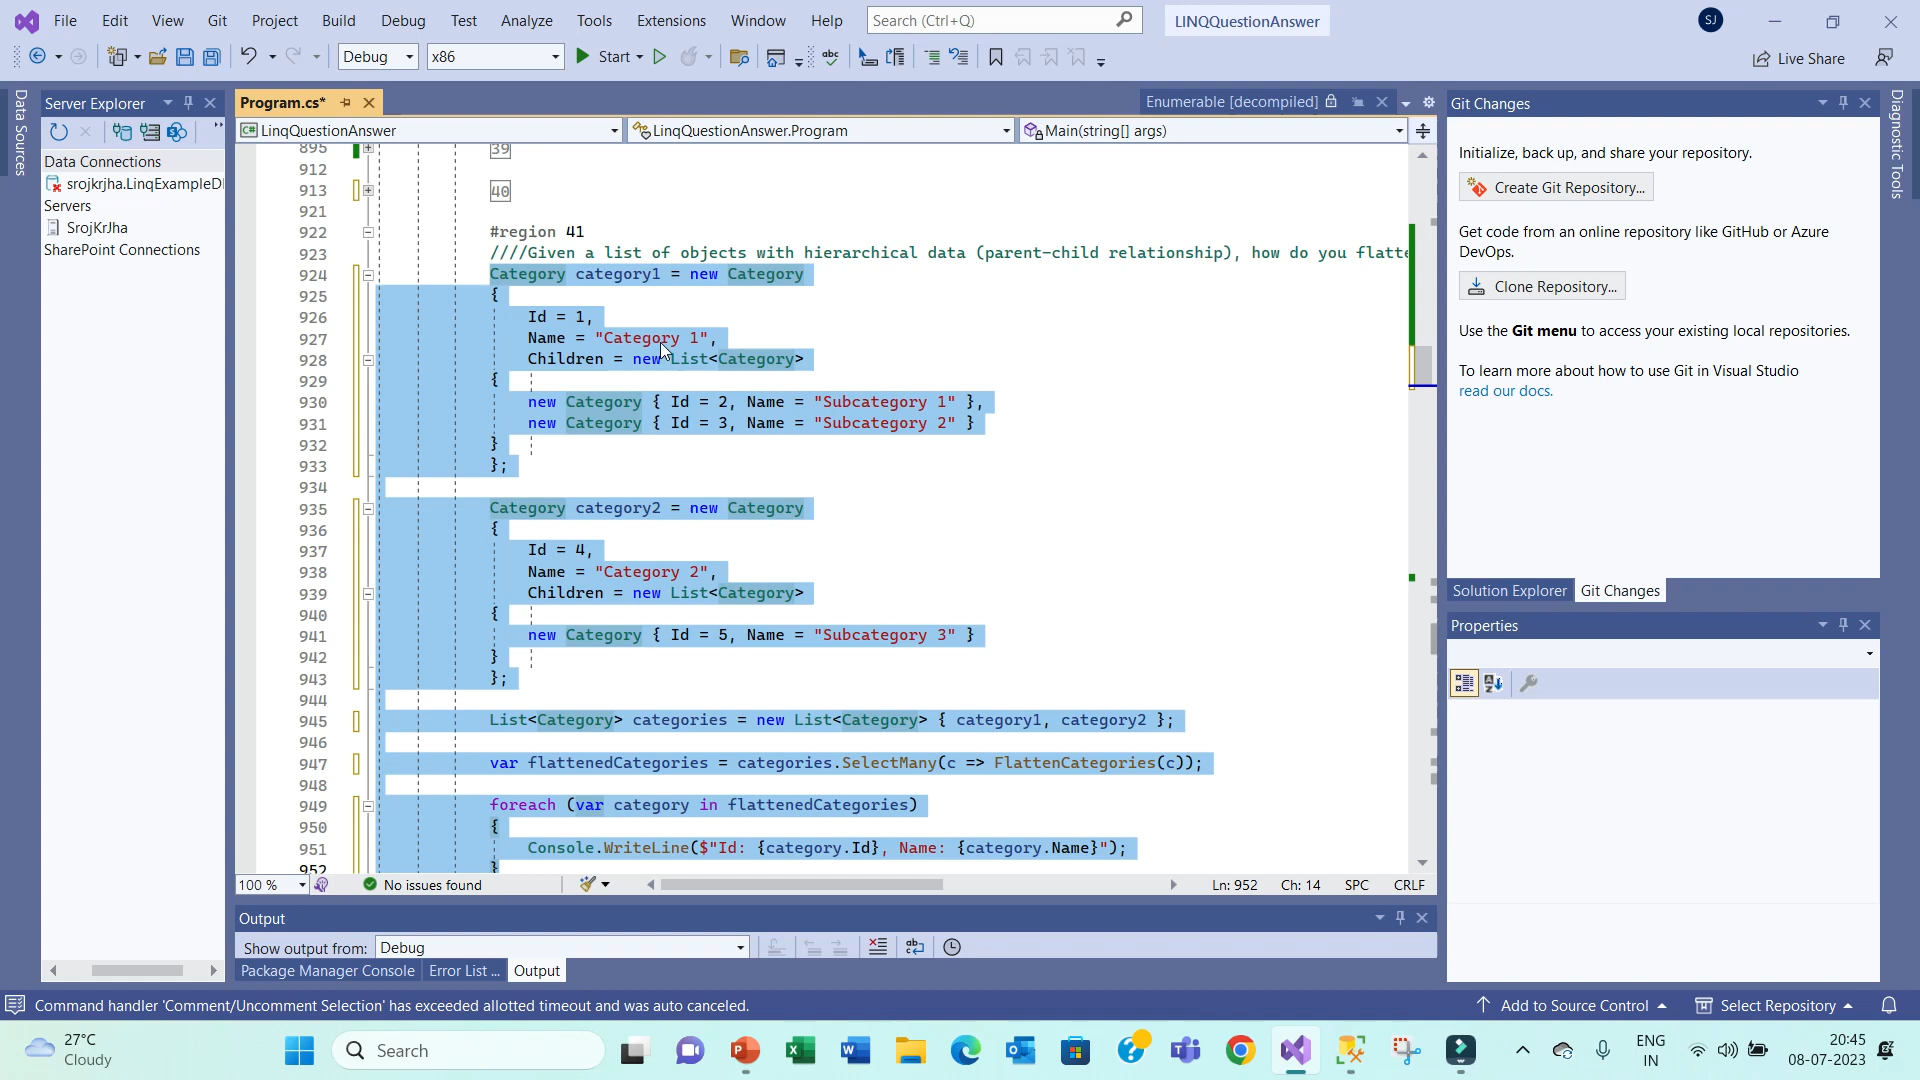 File Edit View Git Project Build Debug Test Analyze Tools Extensions Window Help Search (Ctrl+Q) LINQQuestionAnswer SJ
Debug x86 Start Live Share
Data Sources
Server Explorer
Data Connections
srojkrjha.LinqExampleD
Servers
SrojKrJha
SharePoint Connections
Program.cs* Enumerable [decompiled]
C# LinqQuestionAnswer LinqQuestionAnswer.Program Main(string[] args)
895 39
912
913 40
921
922 #region 41
923 ////Given a list of objects with hierarchical data (parent-child relationship), how do you flatte
924 Category category1 = new Category
925 {
926 Id = 1,
927 Name = "Category 1",
928 Children = new List<Category>
929 {
930 new Category { Id = 2, Name = "Subcategory 1" },
931 new Category { Id = 3, Name = "Subcategory 2" }
932 }
933 };
934
935 Category category2 = new Category
936 {
937 Id = 4,
938 Name = "Category 2",
939 Children = new List<Category>
940 {
941 new Category { Id = 5, Name = "Subcategory 3" }
942 }
943 };
944
945 List<Category> categories = new List<Category> { category1, category2 };
946
947 var flattenedCategories = categories.SelectMany(c => FlattenCategories(c));
948
949 foreach (var category in flattenedCategories)
950 {
951 Console.WriteLine($"Id: {category.Id}, Name: {category.Name}");
952 }
100 % No issues found Ln: 952 Ch: 14 SPC CRLF
Output
Show output from: Debug
Package Manager Console Error List ... Output
Git Changes
Initialize, back up, and share your repository.
Create Git Repository...
Get code from an online repository like GitHub or Azure
DevOps.
Clone Repository...
Use the Git menu to access your existing local repositories.
To learn more about how to use Git in Visual Studio
read our docs.
Solution Explorer Git Changes
Properties
Diagnostic Tools
Command handler 'Comment/Uncomment Selection' has exceeded allotted timeout and was auto canceled. Add to Source Control Select Repository
27°C
Cloudy
Search
ENG
IN
20:45
08-07-2023